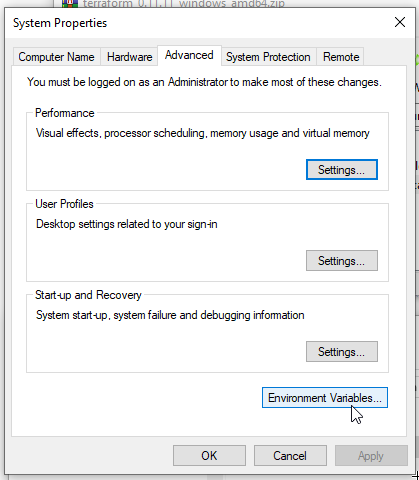 terraform_0.11.11_windows_amd64.zip
System Properties
Computer Name Hardware Advanced System Protection Remote
You must be logged on as an Administrator to make most of these changes.
Performance
Visual effects, processor scheduling, memory usage and virtual memory
Settings...
User Profiles
Desktop settings related to your sign-in
Settings...
Start-up and Recovery
System start-up, system failure and debugging information
Settings...
Environment Variables...
OK Cancel Apply